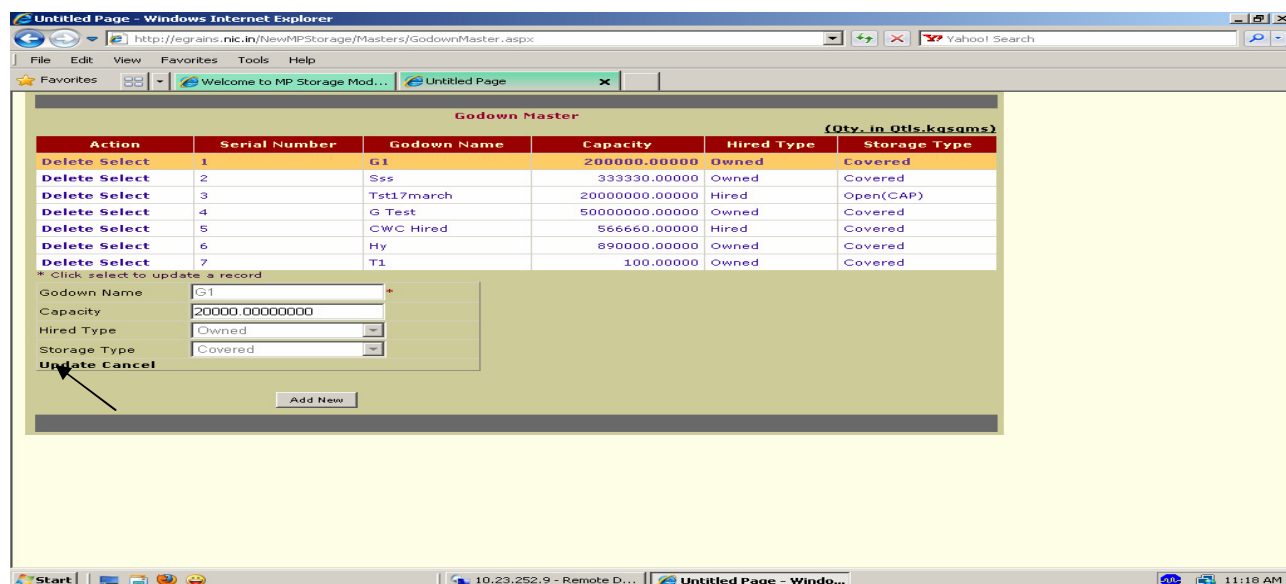 Untitled Page - Windows Internet Explorer
http://egrains.nic.in/NewMPStorage/Masters/GodownMaster.aspx Yahoo! Search
File Edit View Favorites Tools Help
Favorites Welcome to MP Storage Mod... Untitled Page
Godown Master
(Qty. in Qtls.kgsgms)
Action Serial Number Godown Name Capacity Hired Type Storage Type
Delete Select 1 G1 200000.00000 Owned Covered
Delete Select 2 Sss 333330.00000 Owned Covered
Delete Select 3 Tst17march 20000000.00000 Hired Open(CAP)
Delete Select 4 G Test 50000000.00000 Owned Covered
Delete Select 5 CWC Hired 566660.00000 Hired Covered
Delete Select 6 Hy 890000.00000 Owned Covered
Delete Select 7 T1 100.00000 Owned Covered
* Click select to update a record
Godown Name G1 *
Capacity 20000.00000000
Hired Type Owned
Storage Type Covered
Update Cancel
Add New
Start 10.23.252.9 - Remote D... Untitled Page - Windo... 11:18 AM